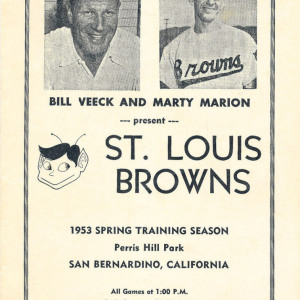 Browns
BILL VEECK AND MARTY MARION
--- present ---
ST. LOUIS
BROWNS
1953 SPRING TRAINING SEASON
Perris Hill Park
SAN BERNARDINO, CALIFORNIA
All Games at 1:00 P.M.